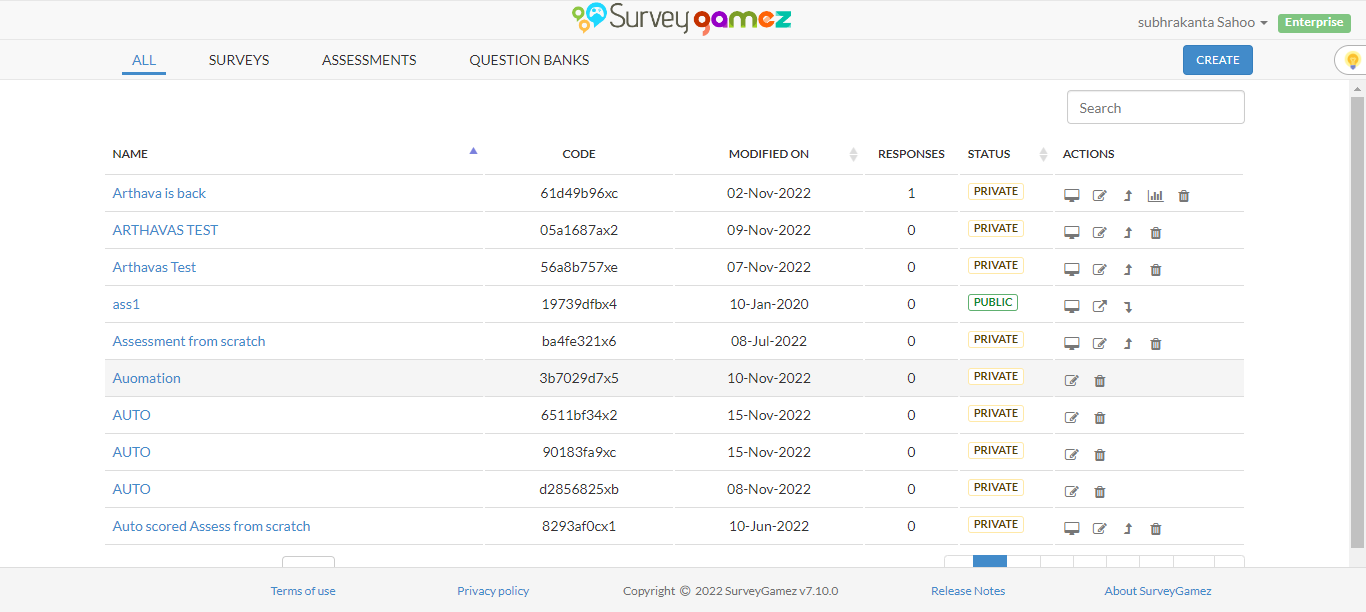 Survey gamez
subhrakanta Sahoo Enterprise
ALL SURVEYS ASSESSMENTS QUESTION BANKS CREATE
Search
NAME CODE MODIFIED ON RESPONSES STATUS ACTIONS
Arthava is back 61d49b96xc 02-Nov-2022 1 PRIVATE
ARTHAVAS TEST 05a1687ax2 09-Nov-2022 0 PRIVATE
Arthavas Test 56a8b757xe 07-Nov-2022 0 PRIVATE
ass1 19739dfbx4 10-Jan-2020 0 PUBLIC
Assessment from scratch ba4fe321x6 08-Jul-2022 0 PRIVATE
Auomation 3b7029d7x5 10-Nov-2022 0 PRIVATE
AUTO 6511bf34x2 15-Nov-2022 0 PRIVATE
AUTO 90183fa9xc 15-Nov-2022 0 PRIVATE
AUTO d2856825xb 08-Nov-2022 0 PRIVATE
Auto scored Assess from scratch 8293af0cx1 10-Jun-2022 0 PRIVATE
Terms of use Privacy policy Copyright © 2022 SurveyGamez v7.10.0 Release Notes About SurveyGamez